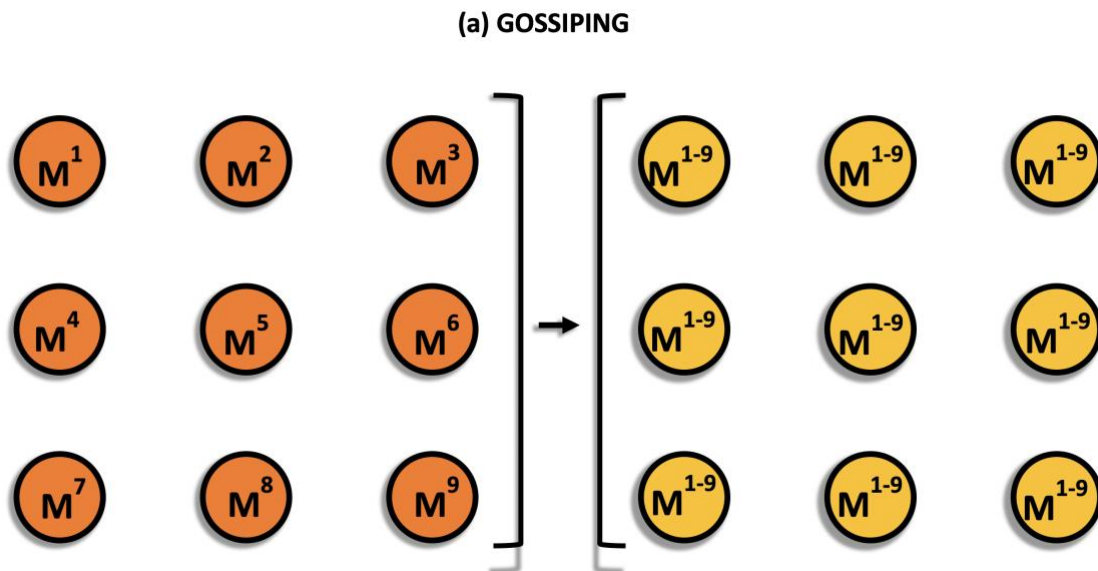 (a) GOSSIPING
M¹ M² M³ M¹⁻⁹ M¹⁻⁹ M¹⁻⁹
M⁴ M⁵ M⁶ M¹⁻⁹ M¹⁻⁹ M¹⁻⁹
M⁷ M⁸ M⁹ M¹⁻⁹ M¹⁻⁹ M¹⁻⁹